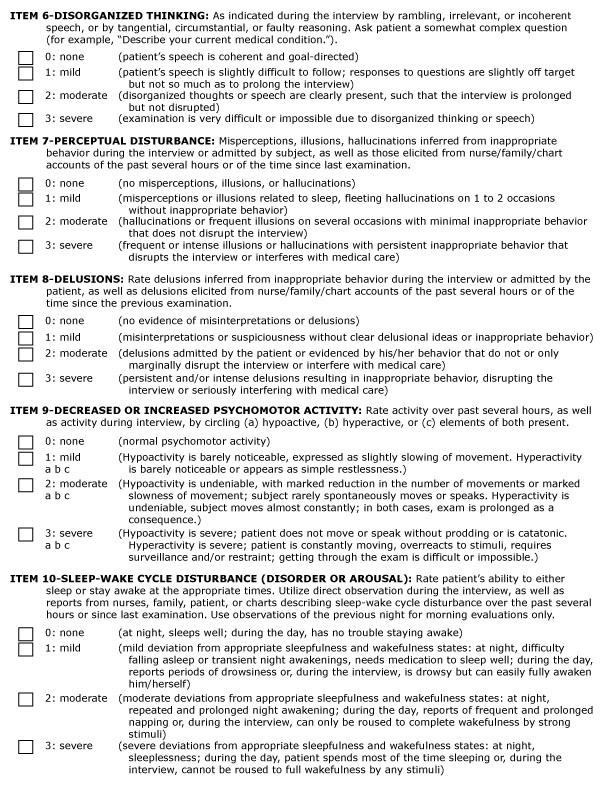 ITEM 6-DISORGANIZED THINKING: As indicated during the interview by rambling, irrelevant, or incoherent
speech, or by tangential, circumstantial, or faulty reasoning. Ask patient a somewhat complex question
(for example, "Describe your current medical condition.").
0: none (patient's speech is coherent and goal-directed)
1: mild (patient's speech is slightly difficult to follow; responses to questions are slightly off target
but not so much as to prolong the interview)
2: moderate (disorganized thoughts or speech are clearly present, such that the interview is prolonged
but not disrupted)
3: severe (examination is very difficult or impossible due to disorganized thinking or speech)
ITEM 7-PERCEPTUAL DISTURBANCE: Misperceptions, illusions, hallucinations inferred from inappropriate
behavior during the interview or admitted by subject, as well as those elicited from nurse/family/chart
accounts of the past several hours or of the time since last examination.
0: none (no misperceptions, illusions, or hallucinations)
1: mild (misperceptions or illusions related to sleep, fleeting hallucinations on 1 to 2 occasions
without inappropriate behavior)
2: moderate (hallucinations or frequent illusions on several occasions with minimal inappropriate behavior
that does not disrupt the interview)
3: severe (frequent or intense illusions or hallucinations with persistent inappropriate behavior that
disrupts the interview or interferes with medical care)
ITEM 8-DELUSIONS: Rate delusions inferred from inappropriate behavior during the interview or admitted by the
patient, as well as delusions elicited from nurse/family/chart accounts of the past several hours or of the
time since the previous examination.
0: none (no evidence of misinterpretations or delusions)
1: mild (misinterpretations or suspiciousness without clear delusional ideas or inappropriate behavior)
2: moderate (delusions admitted by the patient or evidenced by his/her behavior that do not or only
marginally disrupt the interview or interfere with medical care)
3: severe (persistent and/or intense delusions resulting in inappropriate behavior, disrupting the
interview or seriously interfering with medical care)
ITEM 9-DECREASED OR INCREASED PSYCHOMOTOR ACTIVITY: Rate activity over past several hours, as well
as activity during interview, by circling (a) hypoactive, (b) hyperactive, or (c) elements of both present.
0: none (normal psychomotor activity)
1: mild (Hypoactivity is barely noticeable, expressed as slightly slowing of movement. Hyperactivity
a b c is barely noticeable or appears as simple restlessness.)
2: moderate (Hypoactivity is undeniable, with marked reduction in the number of movements or marked
a b c slowness of movement; subject rarely spontaneously moves or speaks. Hyperactivity is
undeniable, subject moves almost constantly; in both cases, exam is prolonged as a
consequence.)
3: severe (Hypoactivity is severe; patient does not move or speak without prodding or is catatonic.
a b c Hyperactivity is severe; patient is constantly moving, overreacts to stimuli, requires
surveillance and/or restraint; getting through the exam is difficult or impossible.)
ITEM 10-SLEEP-WAKE CYCLE DISTURBANCE (DISORDER OR AROUSAL): Rate patient's ability to either
sleep or stay awake at the appropriate times. Utilize direct observation during the interview, as well as
reports from nurses, family, patient, or charts describing sleep-wake cycle disturbance over the past several
hours or since last examination. Use observations of the previous night for morning evaluations only.
0: none (at night, sleeps well; during the day, has no trouble staying awake)
1: mild (mild deviation from appropriate sleepfulness and wakefulness states: at night, difficulty
falling asleep or transient night awakenings, needs medication to sleep well; during the day,
reports periods of drowsiness or, during the interview, is drowsy but can easily fully awaken
him/herself)
2: moderate (moderate deviations from appropriate sleepfulness and wakefulness states: at night,
repeated and prolonged night awakening; during the day, reports of frequent and prolonged
napping or, during the interview, can only be roused to complete wakefulness by strong
stimuli)
3: severe (severe deviations from appropriate sleepfulness and wakefulness states: at night,
sleeplessness; during the day, patient spends most of the time sleeping or, during the
interview, cannot be roused to full wakefulness by any stimuli)